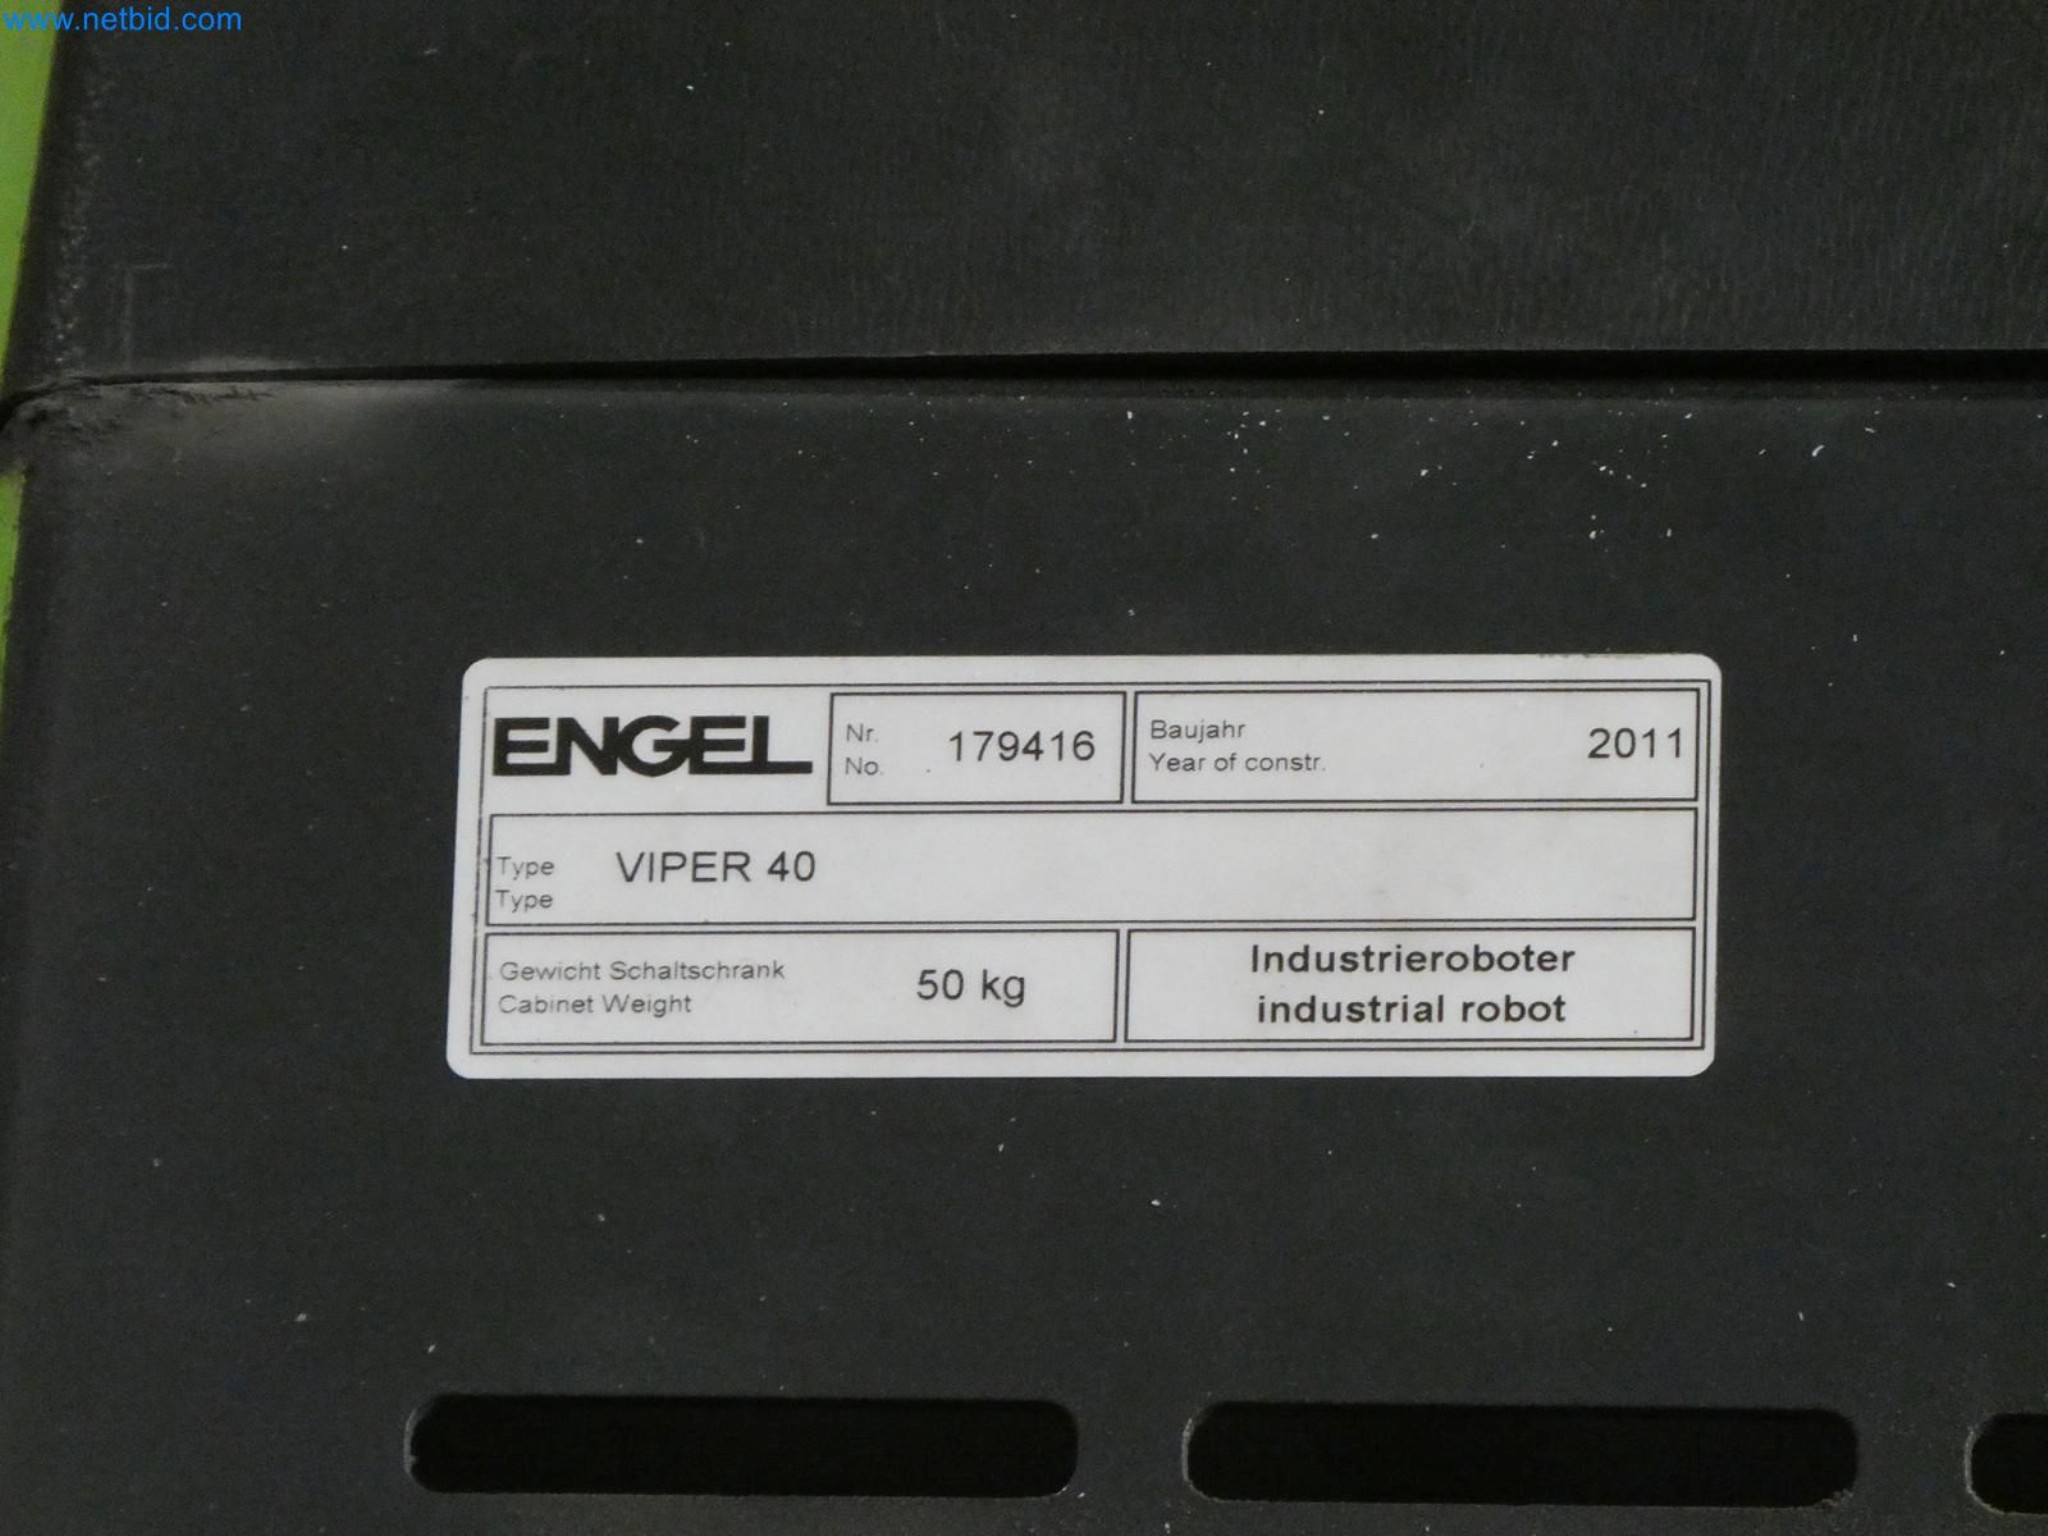 www.netbid.com
ENGEL
Nr. 179416
No.
Baujahr 2011
Year of constr.
Type VIPER 40
Type
Gewicht Schaltschrank 50 kg
Cabinet Weight
Industrieroboter
industrial robot